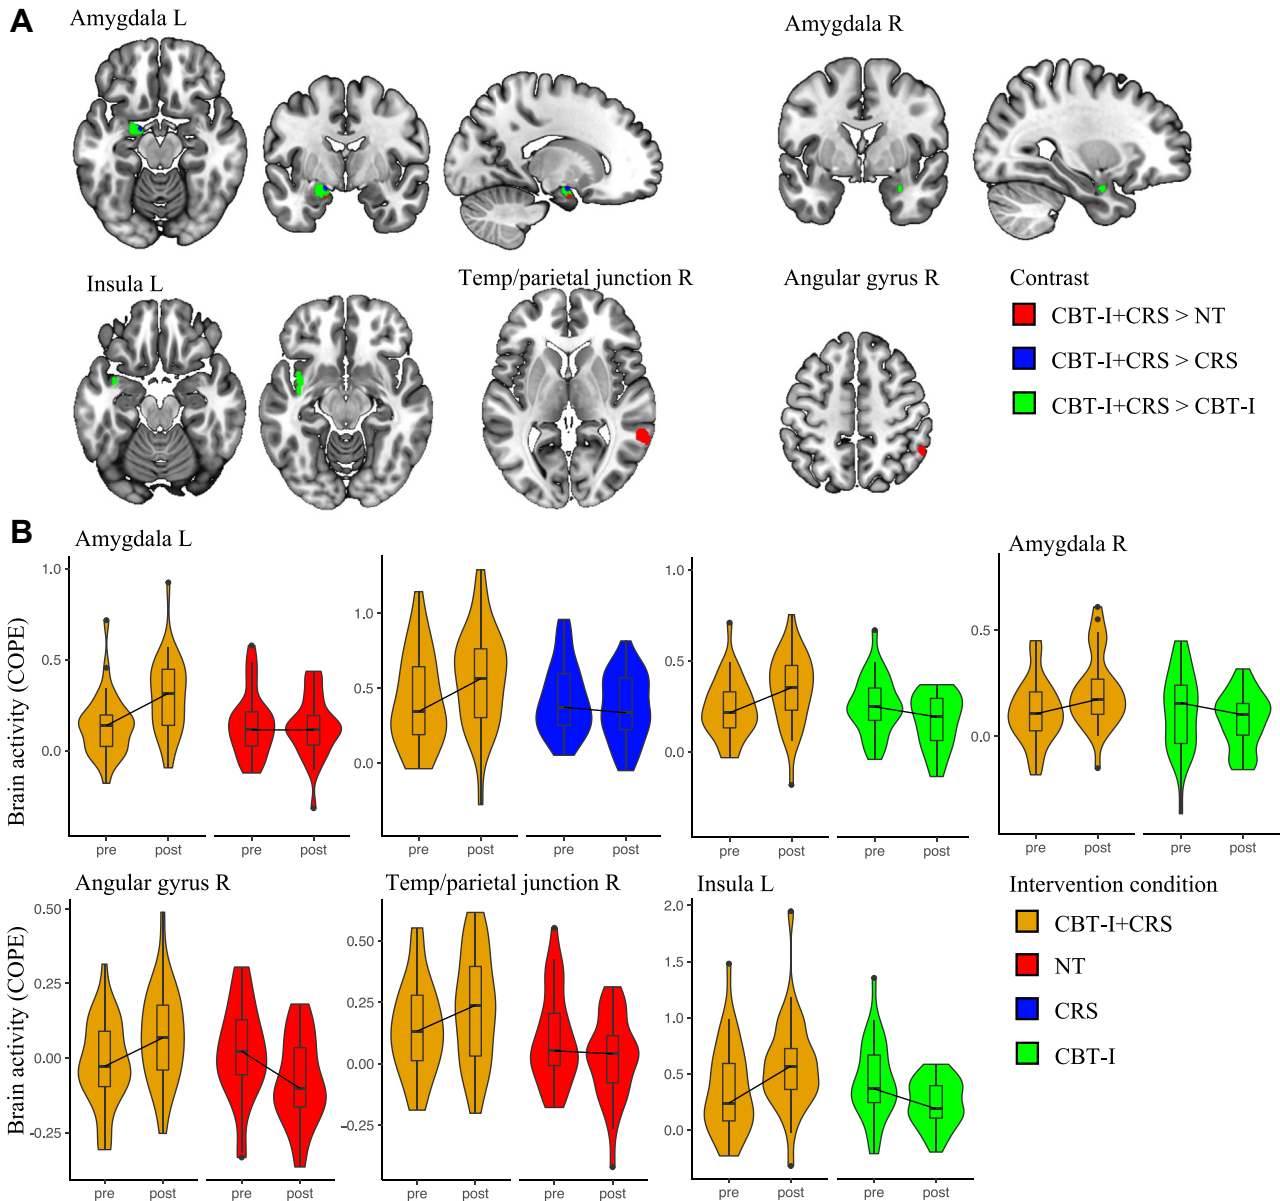 A
Amygdala L
Amygdala R
Insula L
Temp/parietal junction R
Angular gyrus R
Contrast
CBT-I+CRS > NT
CBT-I+CRS > CRS
CBT-I+CRS > CBT-I
B
Amygdala L
Amygdala R
Brain activity (COPE)
1.0
0.5
0.0
pre
post
pre
post
1.0
0.5
0.0
pre
post
pre
post
1.0
0.5
0.0
pre
post
pre
post
0.5
0.0
pre
post
pre
post
Angular gyrus R
Temp/parietal junction R
Insula L
Brain activity (COPE)
0.50
0.25
0.00
-0.25
pre
post
pre
post
0.50
0.25
0.00
-0.25
pre
post
pre
post
2.0
1.5
1.0
0.5
0.0
pre
post
pre
post
Intervention condition
CBT-I+CRS
NT
CRS
CBT-I